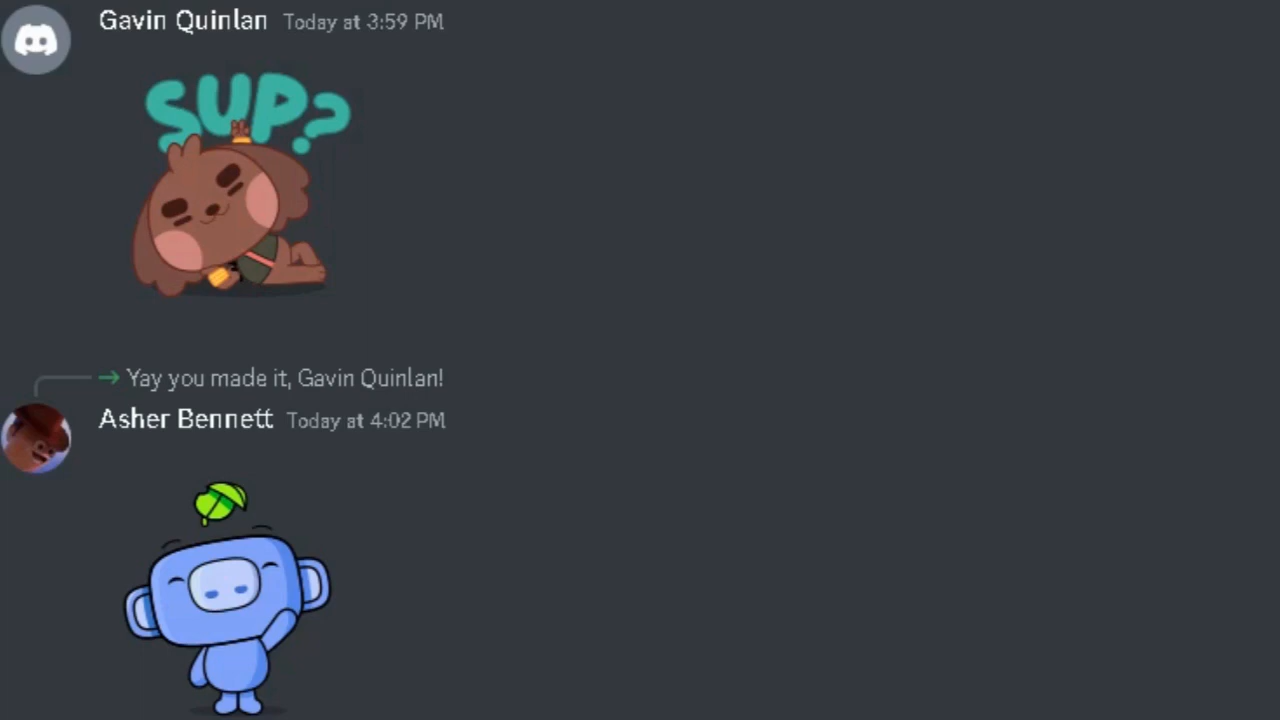 Gavin Quinlan Today at 3:59 PM
SUP?
Yay you made it, Gavin Quinlan!
Asher Bennett Today at 4:02 PM